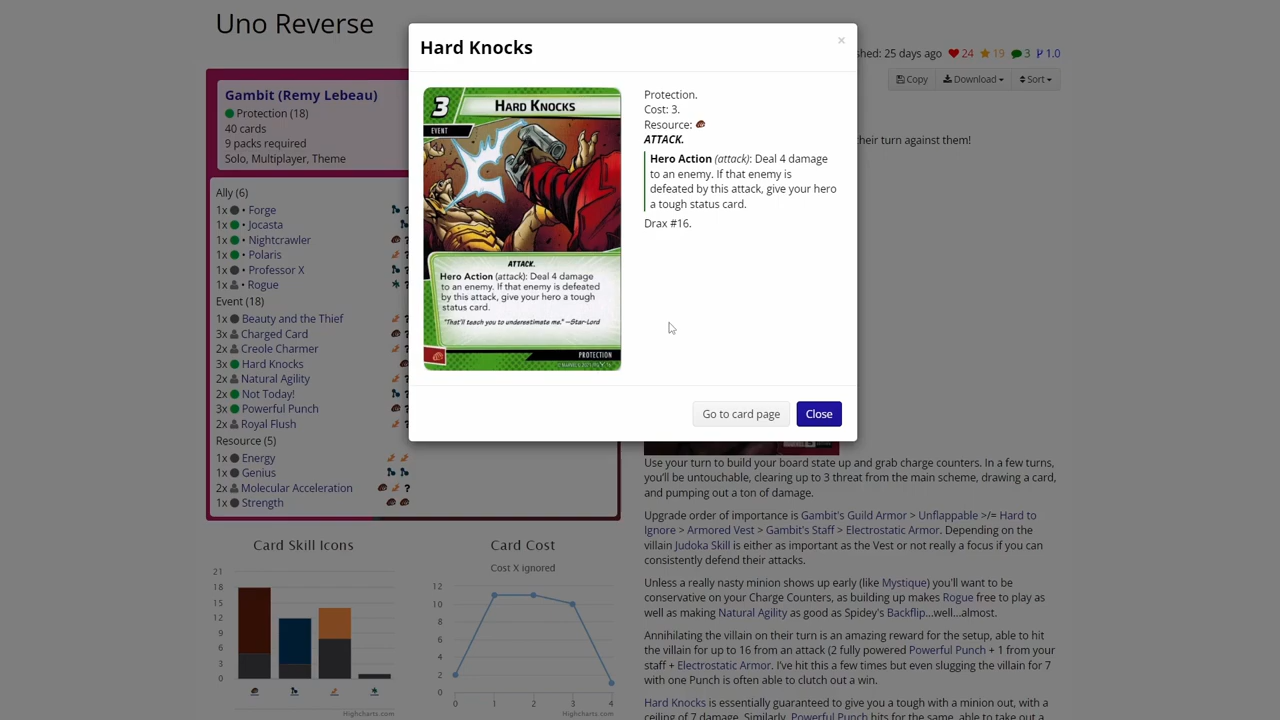 Uno Reverse
Hard Knocks
×
shed: 25 days ago 24 19 3 1.0
Copy Download Sort
Gambit (Remy Lebeau)
Protection (18)
40 cards
9 packs required
Solo, Multiplayer, Theme
Ally (6)
1x • Forge
1x • Jocasta
1x • Nightcrawler
1x • Polaris
1x • Professor X
1x • Rogue
Event (18)
1x Beauty and the Thief
3x Charged Card
2x Creole Charmer
3x Hard Knocks
2x Natural Agility
2x Not Today!
3x Powerful Punch
2x Royal Flush
Resource (5)
1x Energy
1x Genius
2x Molecular Acceleration ?
1x Strength
3 HARD KNOCKS
EVENT
ATTACK.
Hero Action (attack): Deal 4 damage
to an enemy. If that enemy is defeated
by this attack, give your hero a tough
status card.
"That'll teach you to underestimate me." —Star-Lord
PROTECTION
Protection.
Cost: 3.
Resource:
ATTACK.
Hero Action (attack): Deal 4 damage
to an enemy. If that enemy is
defeated by this attack, give your hero
a tough status card.
Drax #16.
Go to card page Close
their turn against them!
Use your turn to build your board state up and grab charge counters. In a few turns,
you'll be untouchable, clearing up to 3 threat from the main scheme, drawing a card,
and pumping out a ton of damage.
Upgrade order of importance is Gambit's Guild Armor > Unflappable >/= Hard to
Ignore > Armored Vest > Gambit's Staff > Electrostatic Armor. Depending on the
villain Judoka Skill is either as important as the Vest or not really a focus if you can
consistently defend their attacks.
Unless a really nasty minion shows up early (like Mystique) you'll want to be
conservative on your Charge Counters, as building up makes Rogue free to play as
well as making Natural Agility as good as Spidey's Backflip...well...almost.
Annihilating the villain on their turn is an amazing reward for the setup, able to hit
the villain for up to 16 from an attack (2 fully powered Powerful Punch + 1 from your
staff + Electrostatic Armor. I've hit this a few times but even slugging the villain for 7
with one Punch is often able to clutch out a win.
Hard Knocks is essentially guaranteed to give you a tough with a minion out, with a
ceiling of 7 damage. Similarly, Powerful Punch hits for the same, able to take out a
Card Skill Icons
21
18
15
12
9
6
3
0
Highcharts.com
Card Cost
Cost X ignored
12
10
8
6
4
2
0
0 1 2 3 4
Highcharts.com